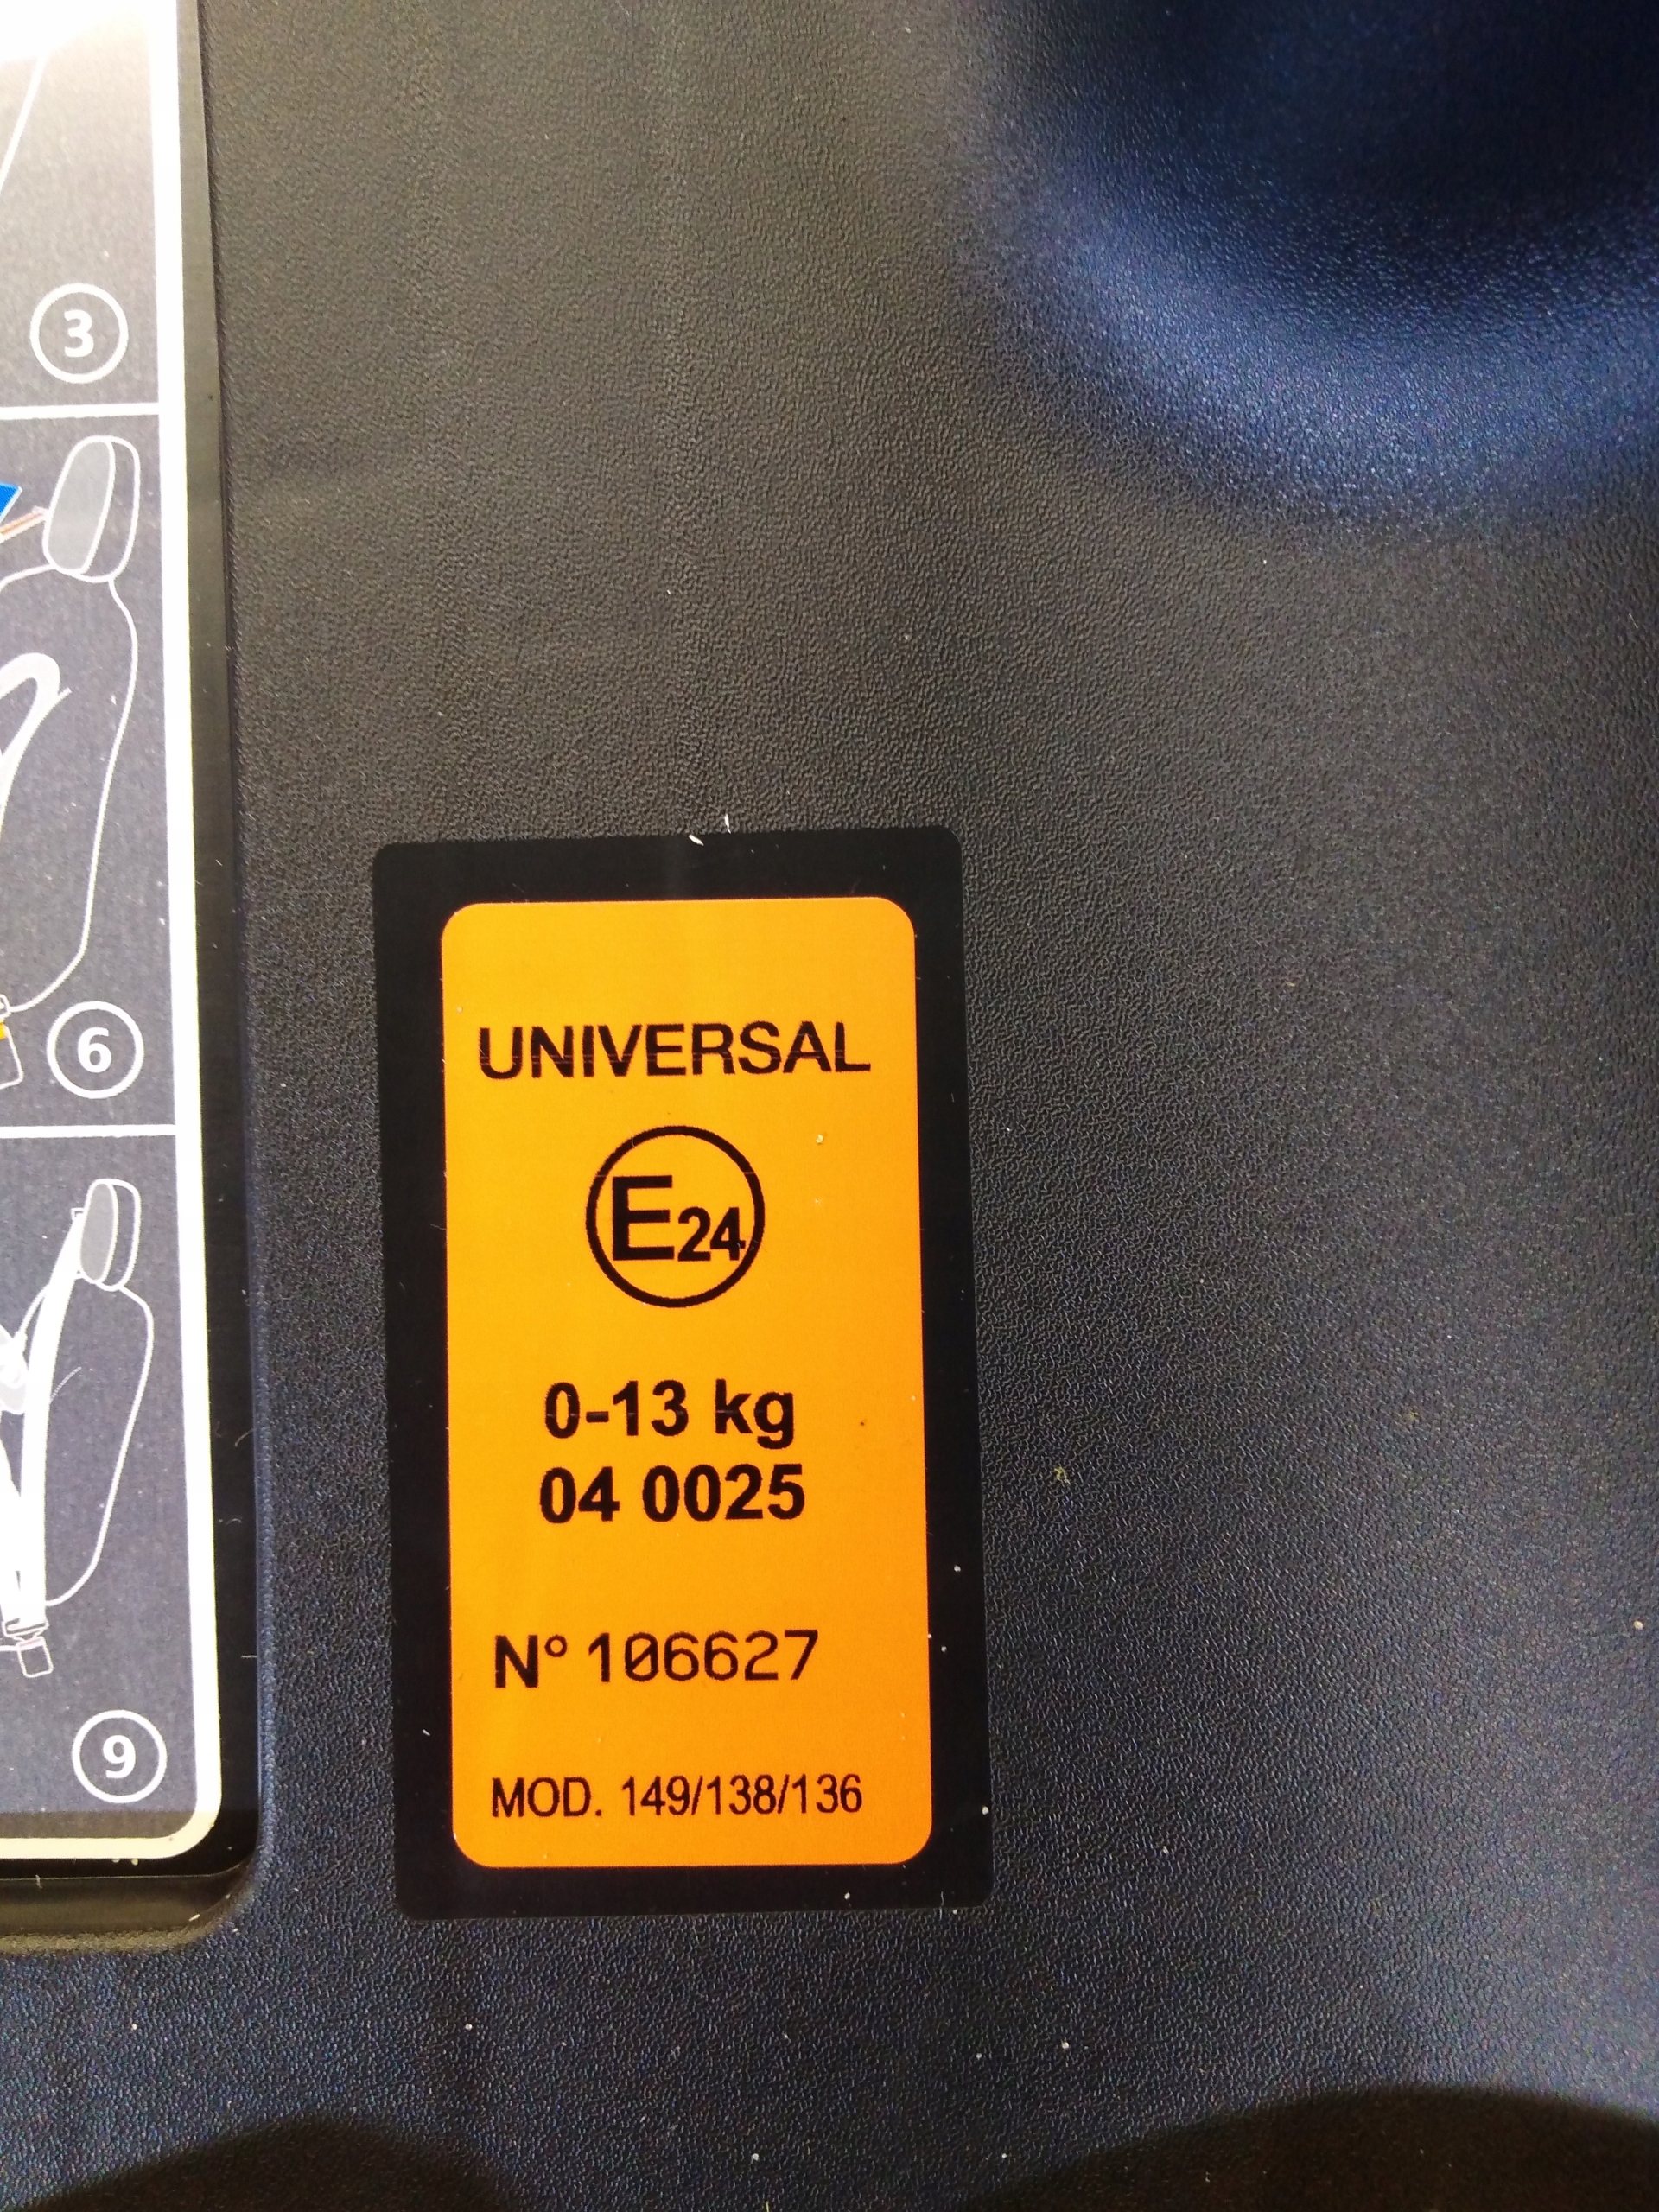 3
6
9
UNIVERSAL
E24
0-13 kg
04 0025
N° 106627
MOD. 149/138/136